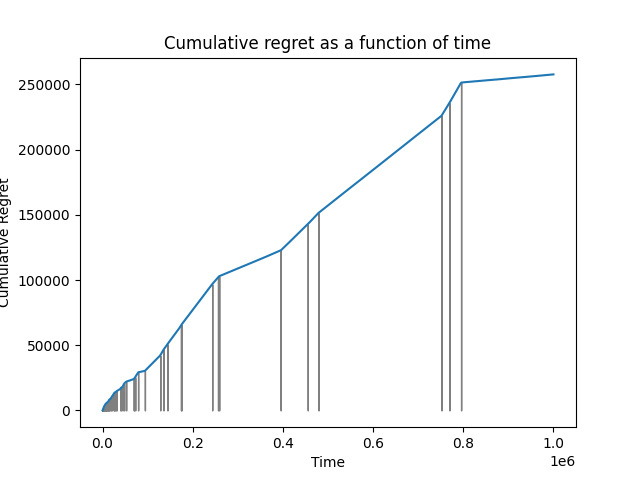 Cumulative regret as a function of time
Cumulative Regret
250000
200000
150000
100000
50000
0
0.0 0.2 0.4 0.6 0.8 1.0
1e6
Time